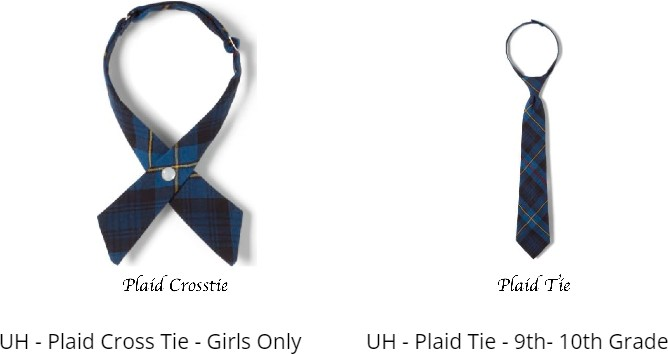 Plaid Crosstie
Plaid Tie
UH - Plaid Cross Tie - Girls Only
UH - Plaid Tie - 9th- 10th Grade